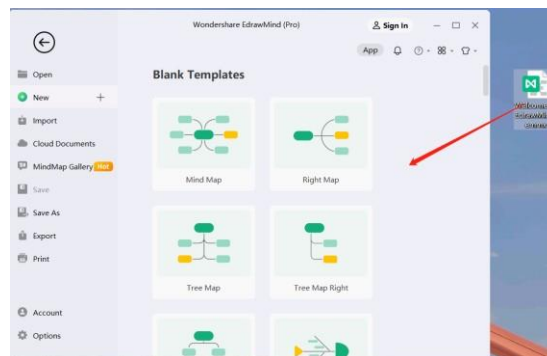 Wondershare EdrawMind (Pro)
Sign In
App
Open
Blank Templates
New
Import
Cloud Documents
MindMap Gallery Hot
Mind Map
Right Map
Save
Save As
Export
Print
Tree Map
Tree Map Right
Account
Options